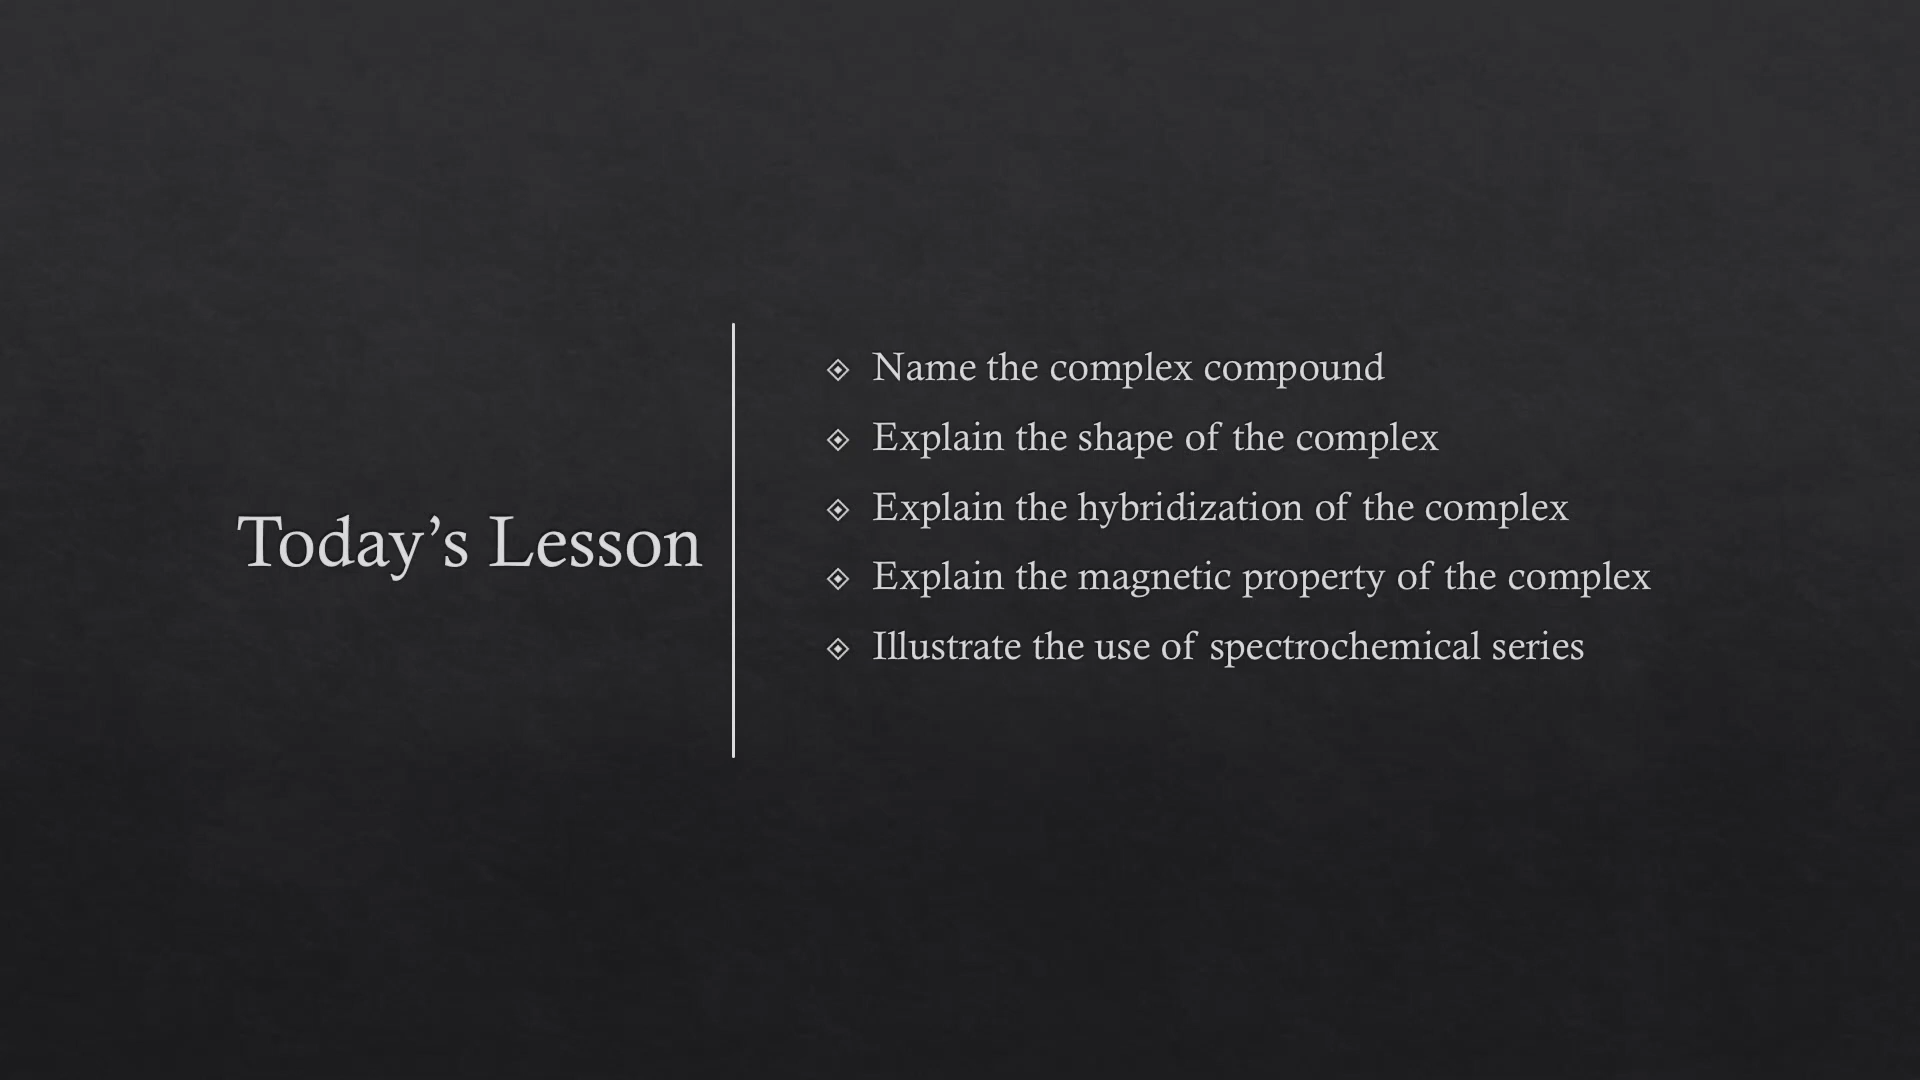 Today’s Lesson
Name the complex compound
Explain the shape of the complex
Explain the hybridization of the complex
Explain the magnetic property of the complex
Illustrate the use of spectrochemical series